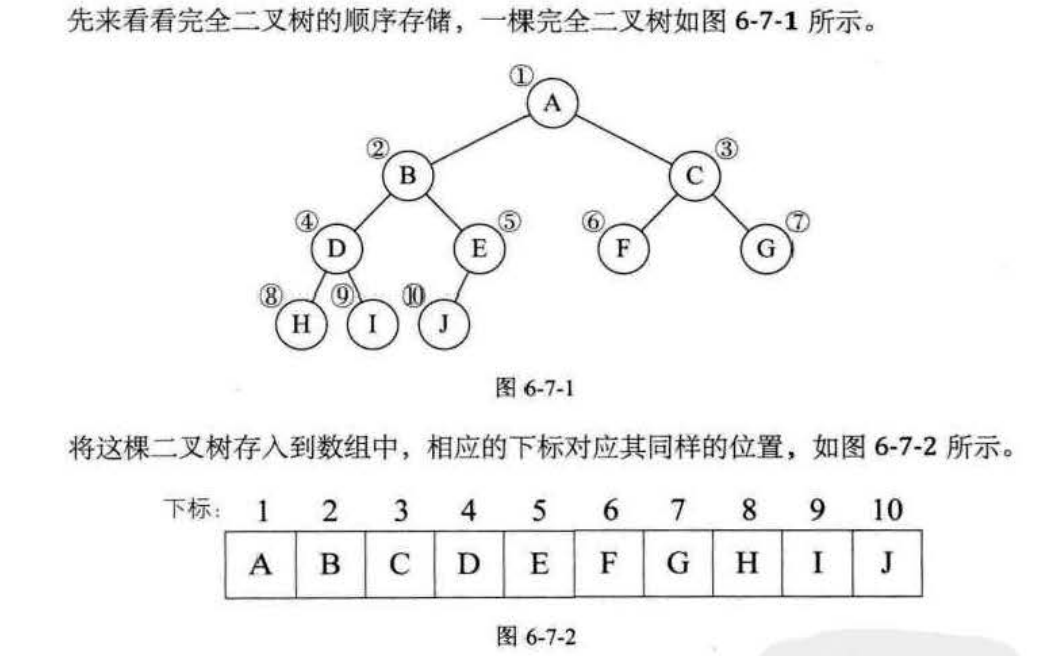 先来看看完全二叉树的顺序存储，一棵完全二叉树如图 6-7-1 所示。
①
A
② ③
B C
④ ⑤ ⑥ ⑦
D E F G
⑧ ⑨ ⑩
H I J
图 6-7-1
将这棵二叉树存入到数组中，相应的下标对应其同样的位置，如图 6-7-2 所示。
下标： 1 2 3 4 5 6 7 8 9 10
A B C D E F G H I J
图 6-7-2